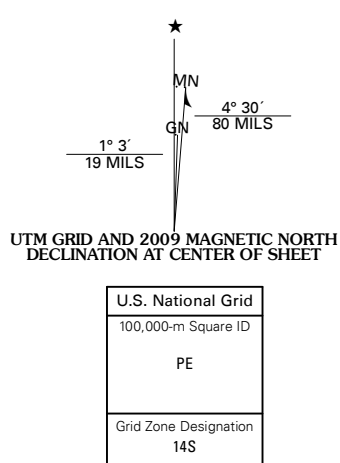 ★
MN
4° 30´
80 MILS
GN
1° 3´
19 MILS
UTM GRID AND 2009 MAGNETIC NORTH
DECLINATION AT CENTER OF SHEET
U.S. National Grid
100,000-m Square ID
PE
Grid Zone Designation
14S